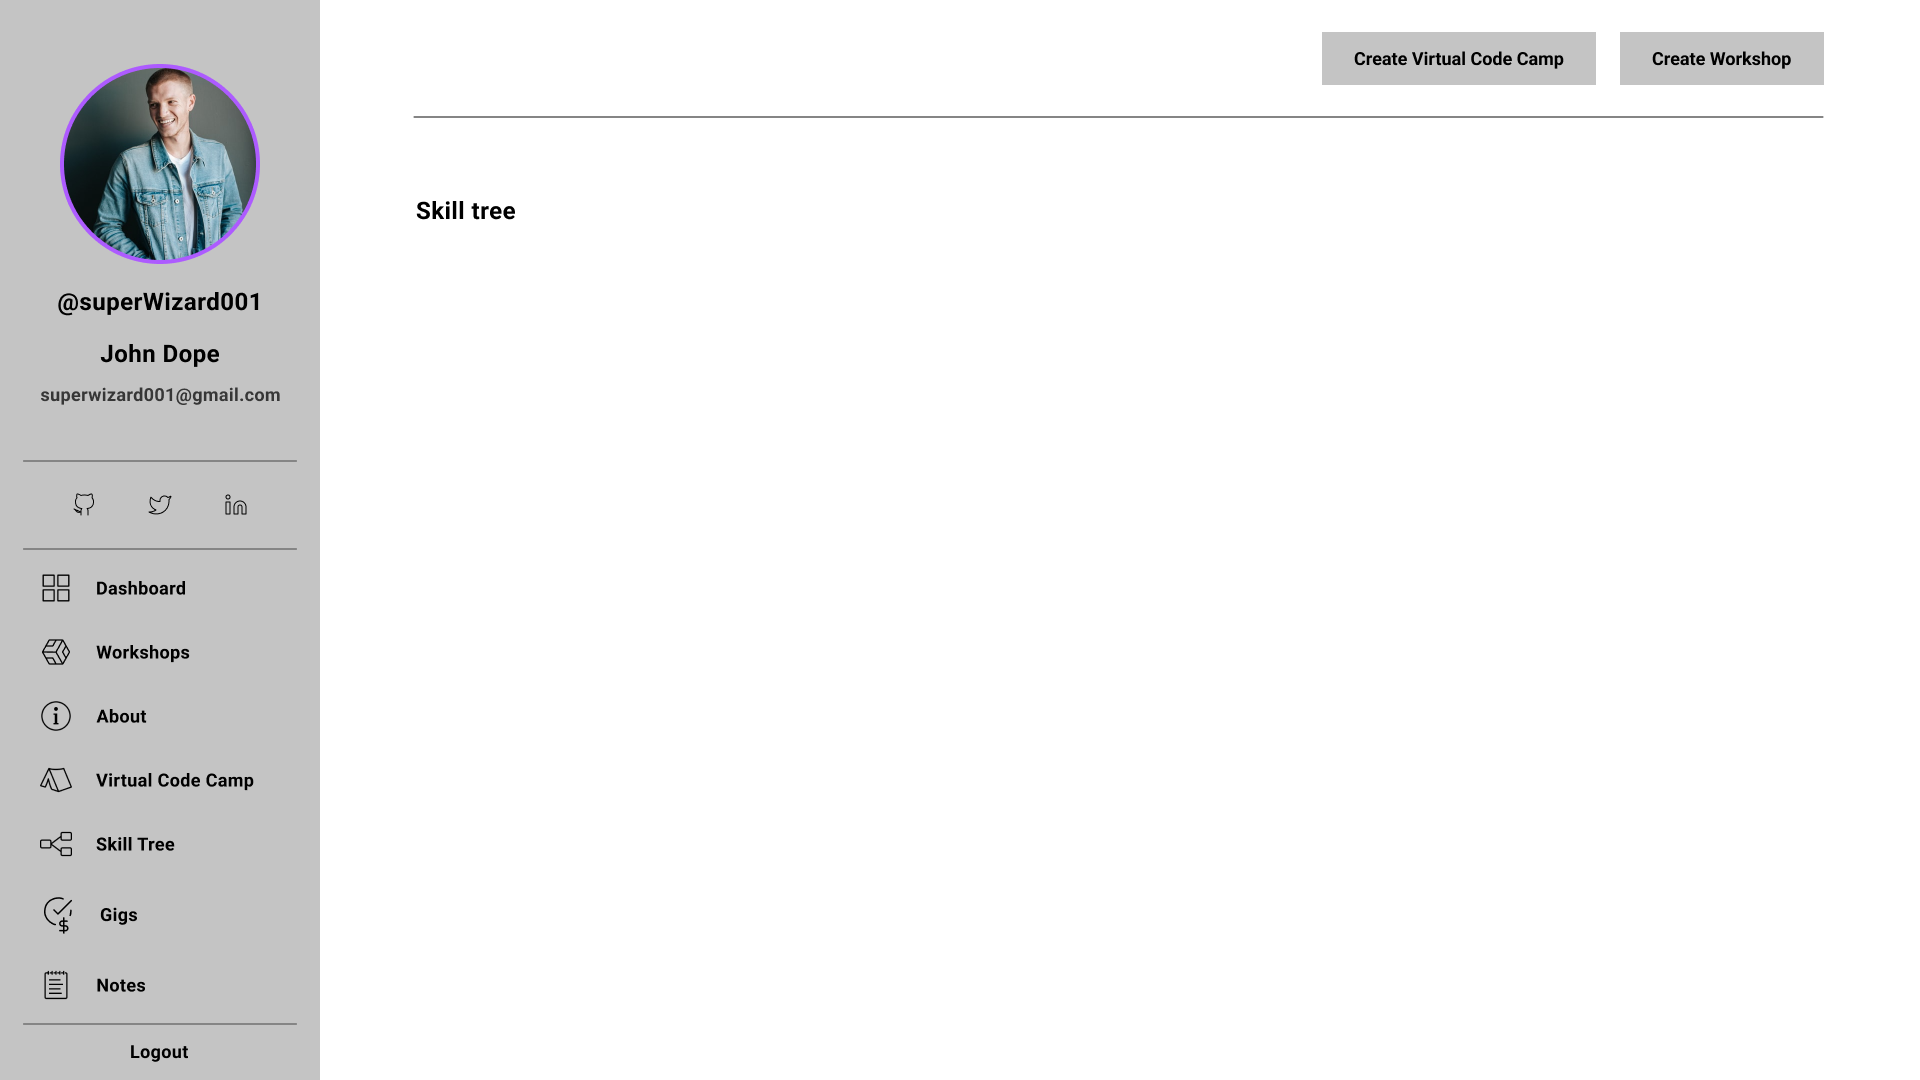 @superWizard001
John Dope
superwizard001@gmail.com
Dashboard
Workshops
About
Virtual Code Camp
Skill Tree
Gigs
Notes
Logout
Create Virtual Code Camp
Create Workshop
Skill tree